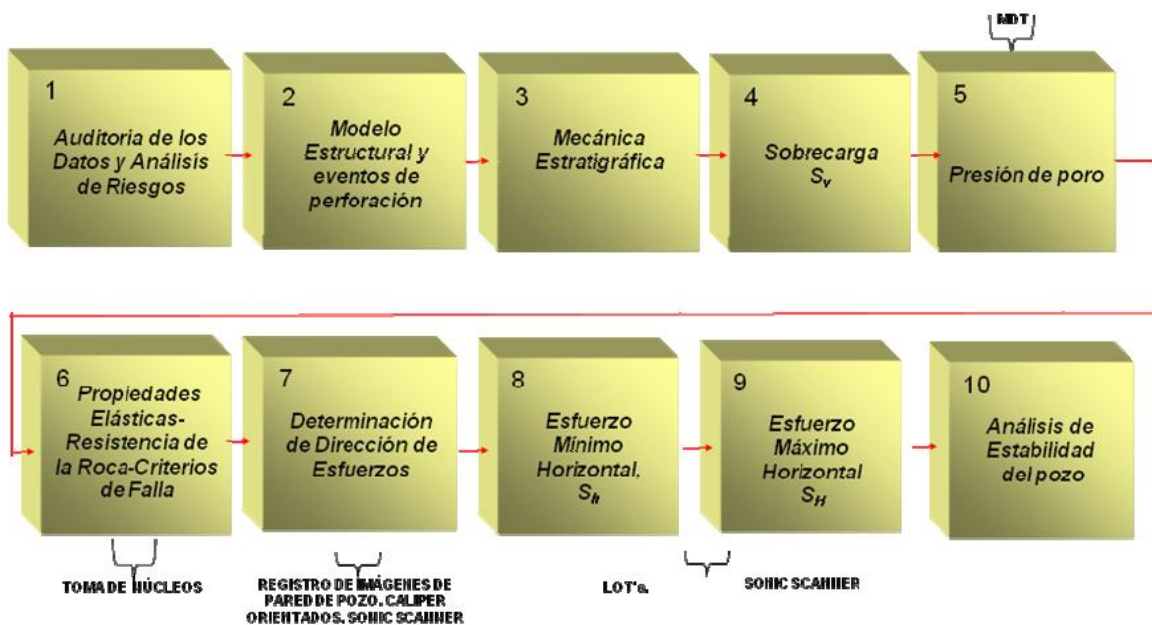 MDT
1
Auditoria de los
Datos y Análisis
de Riesgos
2
Modelo
Estructural y
eventos de
perforación
3
Mecánica
Estratigráfica
4
Sobrecarga
Sv
5
Presión de poro
6
Propiedades
Elásticas-
Resistencia de
la Roca-Criterios
de Falla
7
Determinación
de Dirección de
Esfuerzos
8
Esfuerzo
Mínimo
Horizontal,
Sh
9
Esfuerzo
Máximo
Horizontal
SH
10
Análisis de
Estabilidad
del pozo
TOMA DE NÚCLEOS
REGISTRO DE IMÁGENES DE
PARED DE POZO. CALIPER
ORIENTADOS. SONIC SCANNER
LOT's.
SONIC SCANNER